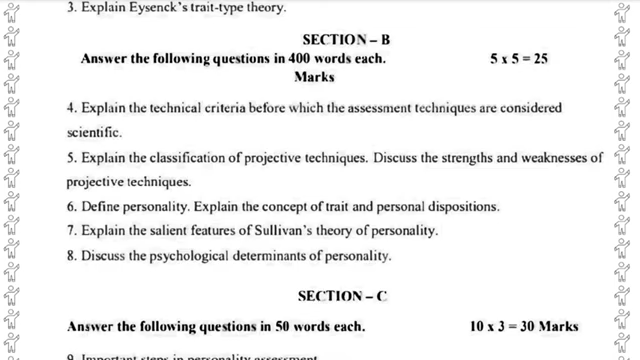 3. Explain Eysenck's trait-type theory.
SECTION – B
Answer the following questions in 400 words each. 5 x 5 = 25
Marks
4. Explain the technical criteria before which the assessment techniques are considered
scientific.
5. Explain the classification of projective techniques. Discuss the strengths and weaknesses of
projective techniques.
6. Define personality. Explain the concept of trait and personal dispositions.
7. Explain the salient features of Sullivan's theory of personality.
8. Discuss the psychological determinants of personality.
SECTION – C
Answer the following questions in 50 words each. 10 x 3 = 30 Marks
9. Important steps in personality assessment